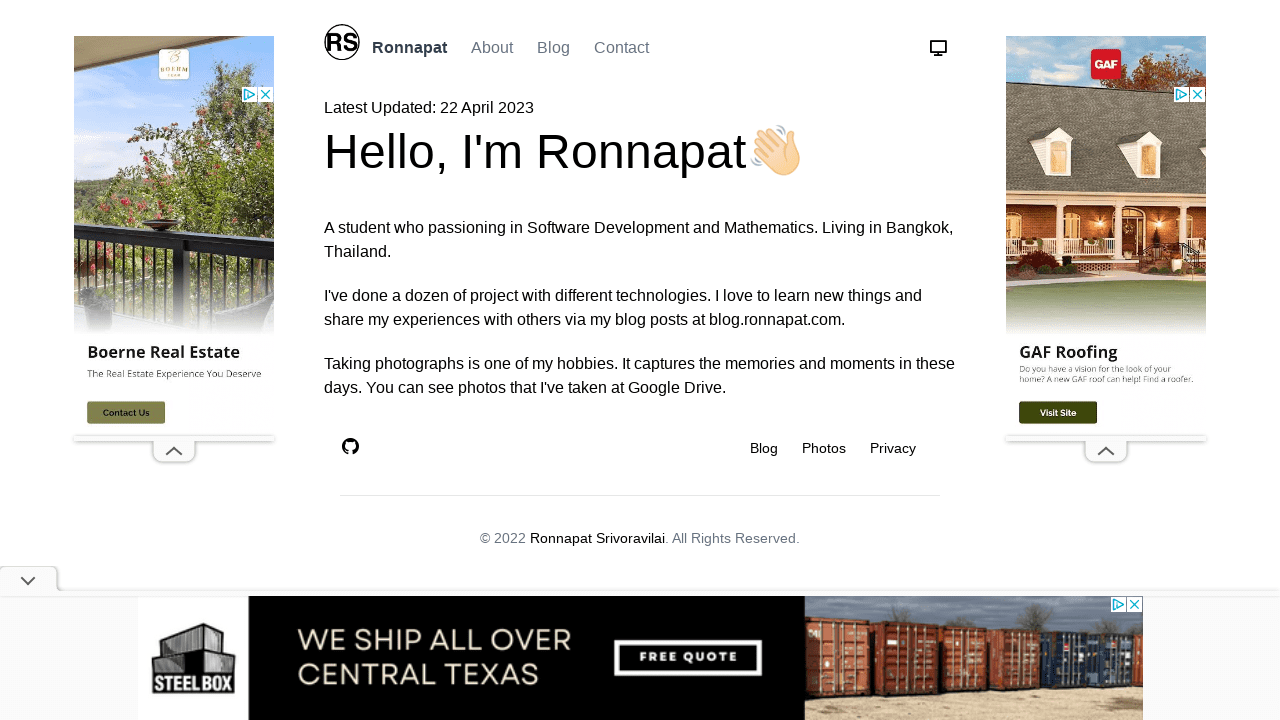 RS
Ronnapat
About
Blog
Contact
Latest Updated: 22 April 2023
Hello, I'm Ronnapat👋🏻
A student who passioning in Software Development and Mathematics. Living in Bangkok,
Thailand.
I've done a dozen of project with different technologies. I love to learn new things and
share my experiences with others via my blog posts at blog.ronnapat.com.
Taking photographs is one of my hobbies. It captures the memories and moments in these
days. You can see photos that I've taken at Google Drive.
Blog
Photos
Privacy
© 2022 Ronnapat Srivoravilai. All Rights Reserved.
B
BOERNE
TEAM
Boerne Real Estate
The Real Estate Experience You Deserve
Contact Us
GAF
GAF Roofing
Do you have a vision for the look of your
home? A new GAF roof can help! Find a roofer.
Visit Site
STEEL BOX
WE SHIP ALL OVER
CENTRAL TEXAS
FREE QUOTE